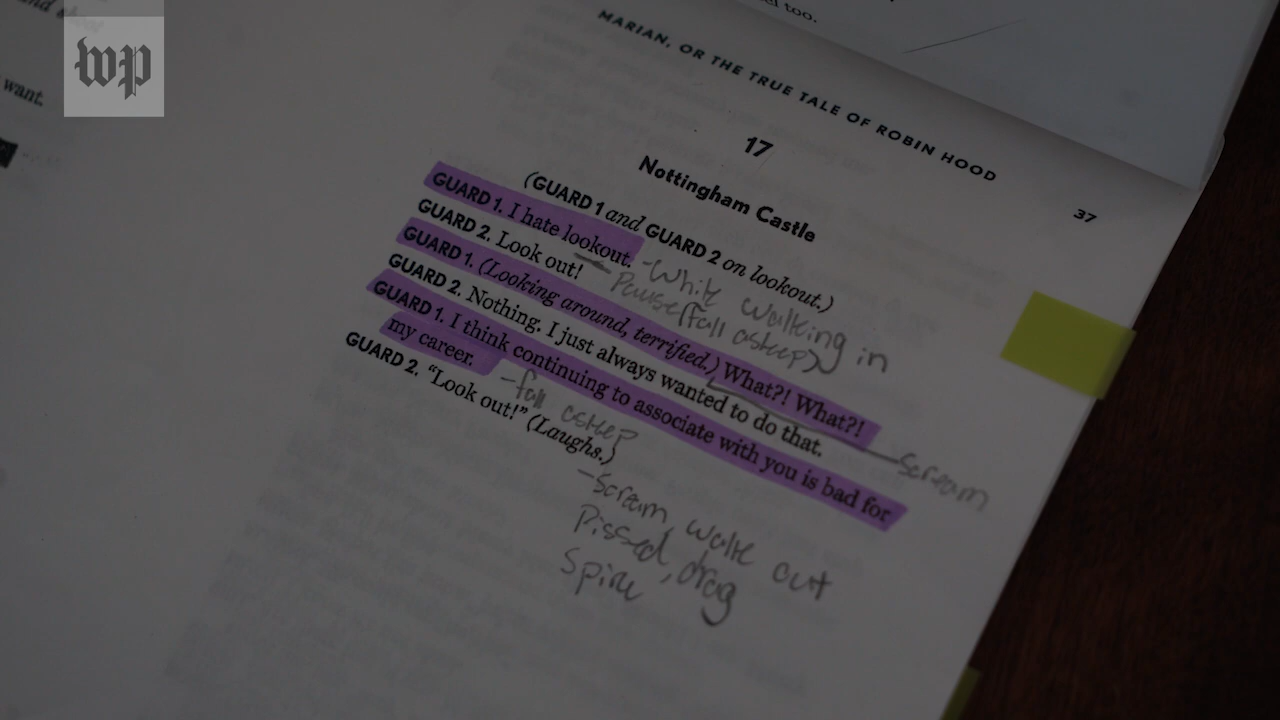 wp
want.
el too.
MARIAN, OR THE TRUE TALE OF ROBIN HOOD
37
17
Nottingham Castle
(GUARD 1 and GUARD 2 on lookout.)
GUARD 1. I hate lookout.
-While walking in
GUARD 2. Look out!
Pause (fall asleep)
GUARD 1. (Looking around, terrified.) What?! What?!
Scream
GUARD 2. Nothing. I just always wanted to do that.
GUARD 1. I think continuing to associate with you is bad for
my career.
-fall asleep
GUARD 2. "Look out!" (Laughs.)
-Scream walk out
Pissed, drag